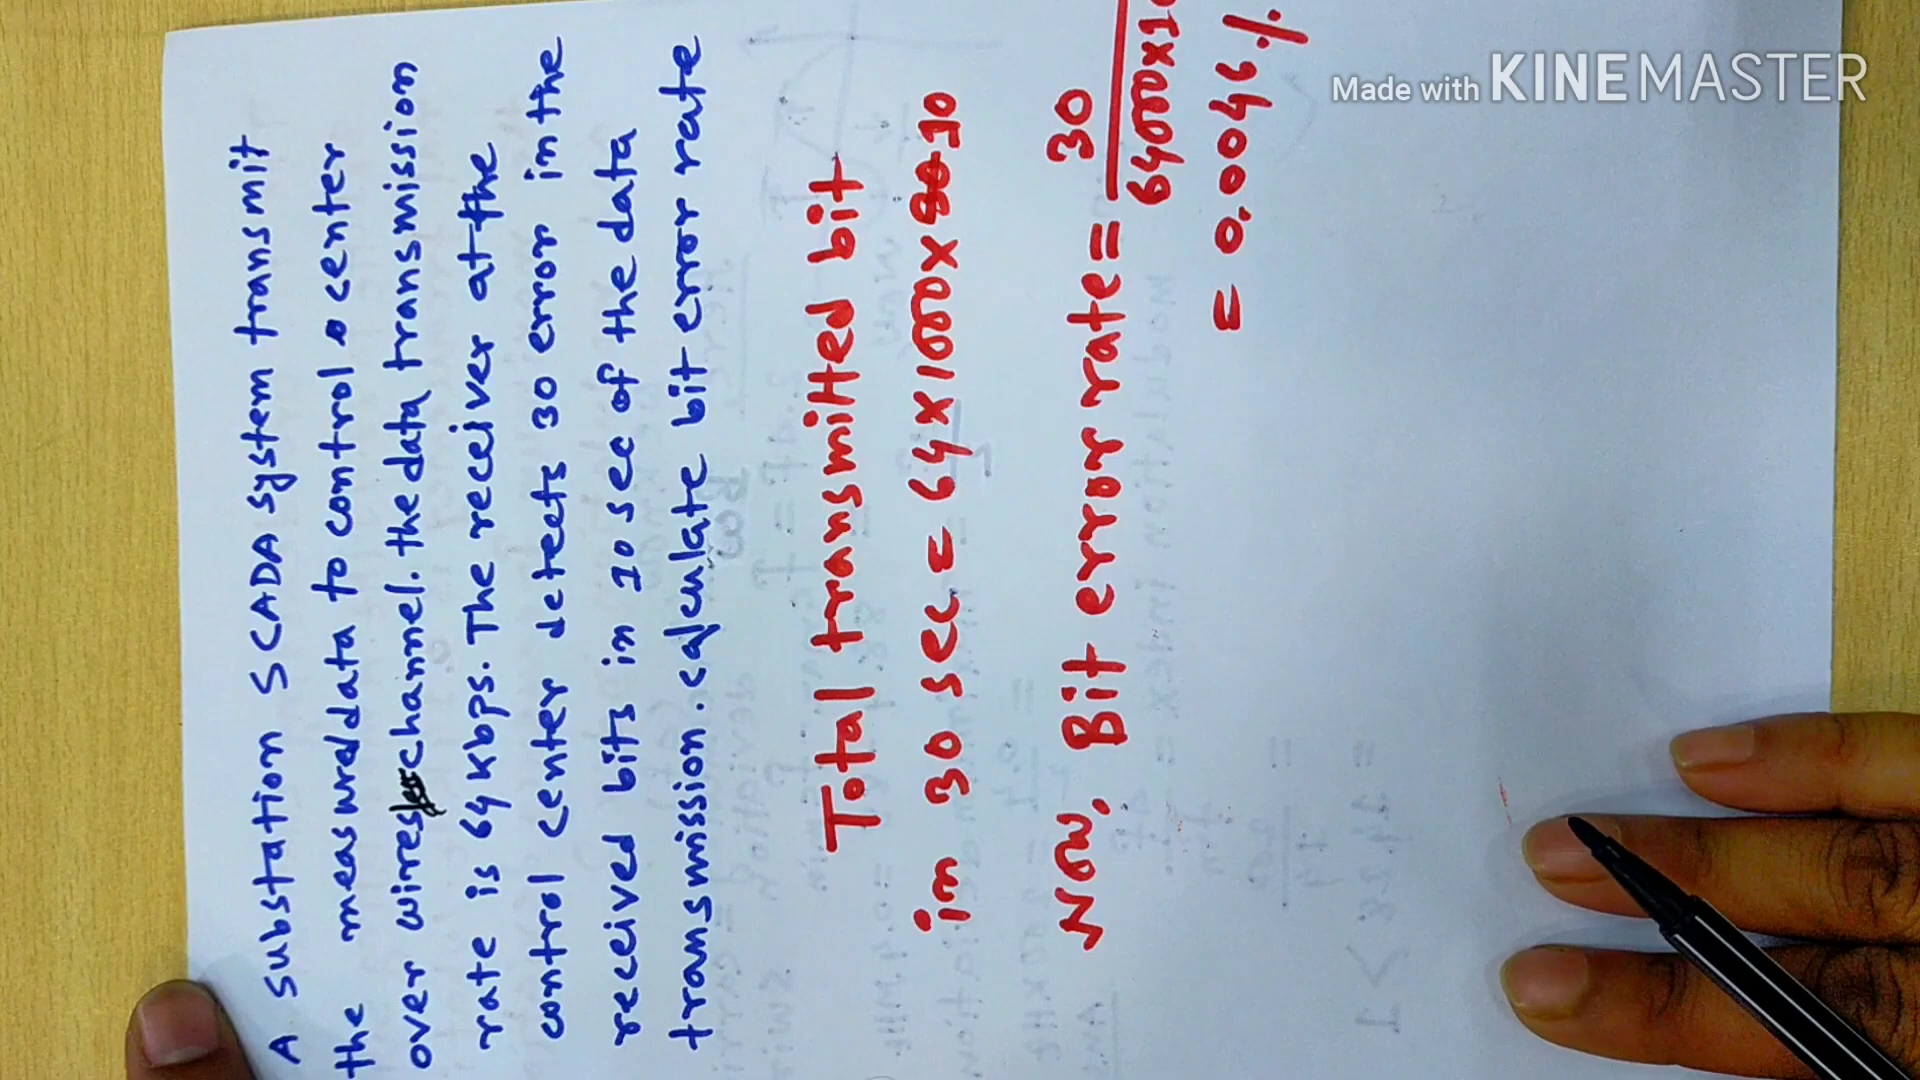 A substation SCADA system transmit
the measured data to control center
over wireless channel. the data transmission
rate is 64 kbps. The receiver at the
control center detects 30 error in the
received bits in 10 sec of the data
transmission. calculate bit error rate
Total transmitted bit
in 30 sec = 64×1000×10
Now, Bit error rate = 30
64000×10
= 0.0046%
Made with KINEMASTER